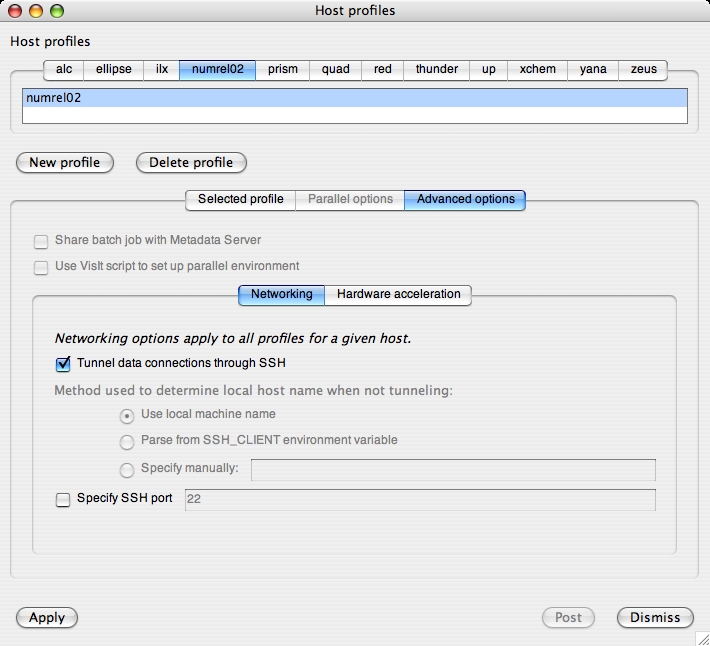 Host profiles
Host profiles
alc ellipse ilx numrel02 prism quad red thunder up xchem yana zeus
numrel02
New profile Delete profile
Selected profile Parallel options Advanced options
Share batch job with Metadata Server
Use VisIt script to set up parallel environment
Networking Hardware acceleration
Networking options apply to all profiles for a given host.
Tunnel data connections through SSH
Method used to determine local host name when not tunneling:
Use local machine name
Parse from SSH_CLIENT environment variable
Specify manually:
Specify SSH port 22
Apply Post Dismiss